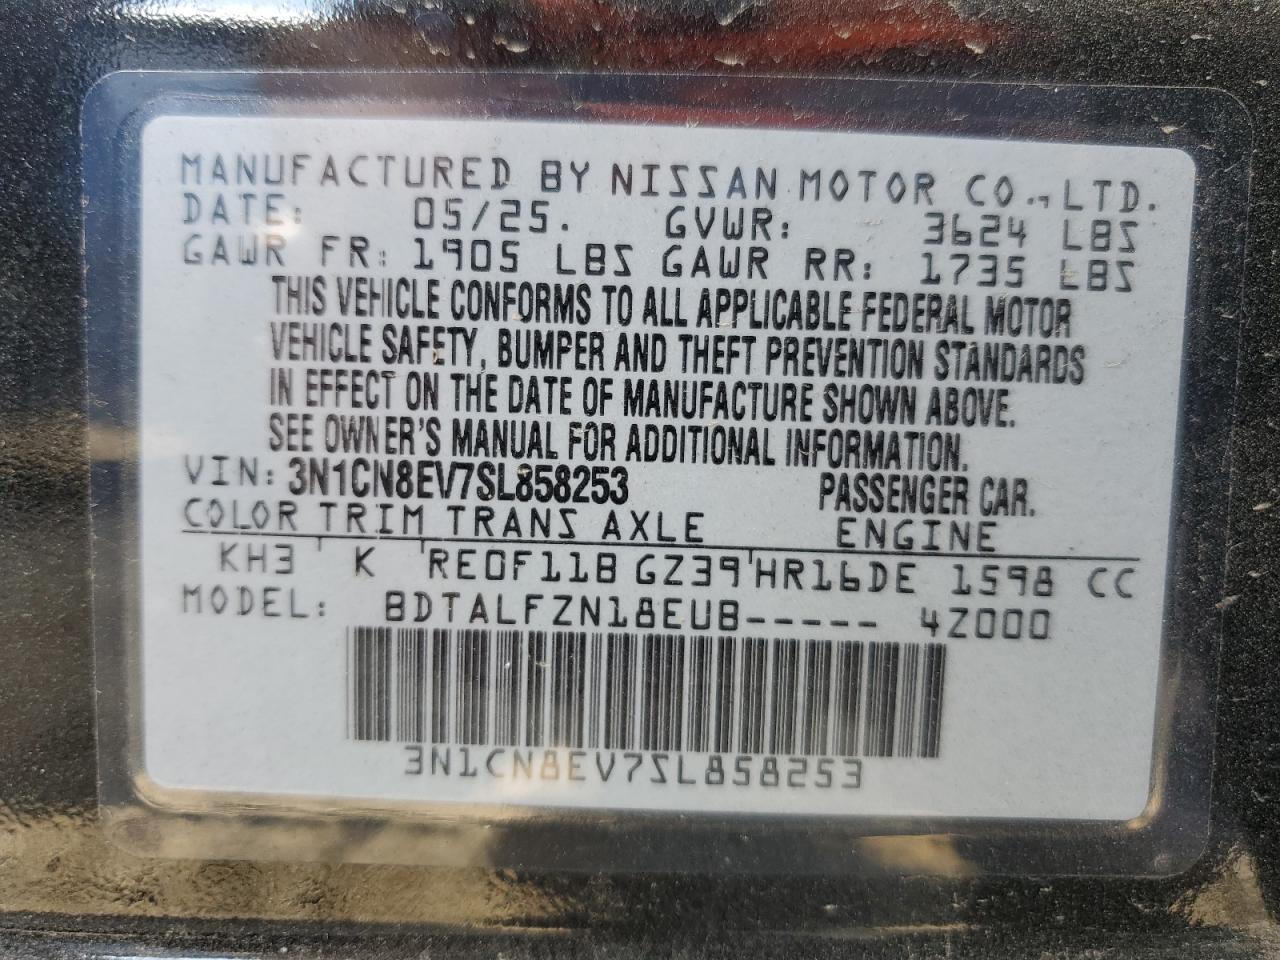 MANUFACTURED BY NISSAN MOTOR CO., LTD.
DATE: 05/25. GVWR: 3624 LBS
GAWR FR: 1905 LBS GAWR RR: 1735 LBS
THIS VEHICLE CONFORMS TO ALL APPLICABLE FEDERAL MOTOR
VEHICLE SAFETY, BUMPER AND THEFT PREVENTION STANDARDS
IN EFFECT ON THE DATE OF MANUFACTURE SHOWN ABOVE.
SEE OWNER'S MANUAL FOR ADDITIONAL INFORMATION.
VIN: 3N1CN8EV7SL858253 PASSENGER CAR.
COLOR TRIM TRANS AXLE ENGINE
KH3 K RE0F11B GZ39 HR16DE 1598 CC
MODEL: BDTALFZN18EUB----- 4Z000
3N1CN8EV7SL858253